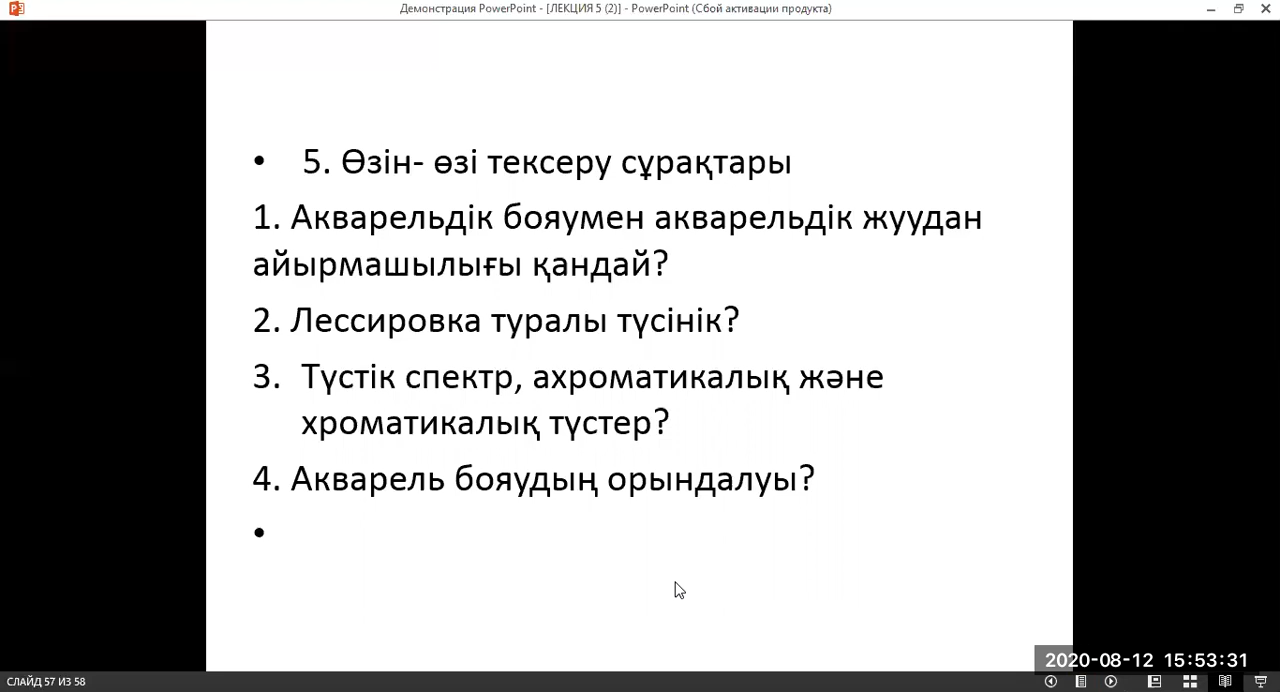 Демонстрация PowerPoint - [ЛЕКЦИЯ 5 (2)] - PowerPoint (Сбой активации продукта)
• 5. Өзін- өзі тексеру сұрақтары
1. Акварельдік бояумен акварельдік жуудан
айырмашылығы қандай?
2. Лессировка туралы түсінік?
3. Түстік спектр, ахроматикалық және
хроматикалық түстер?
4. Акварель бояудың орындалуы?
•
2020-08-12 15:53:31
СЛАЙД 57 ИЗ 58